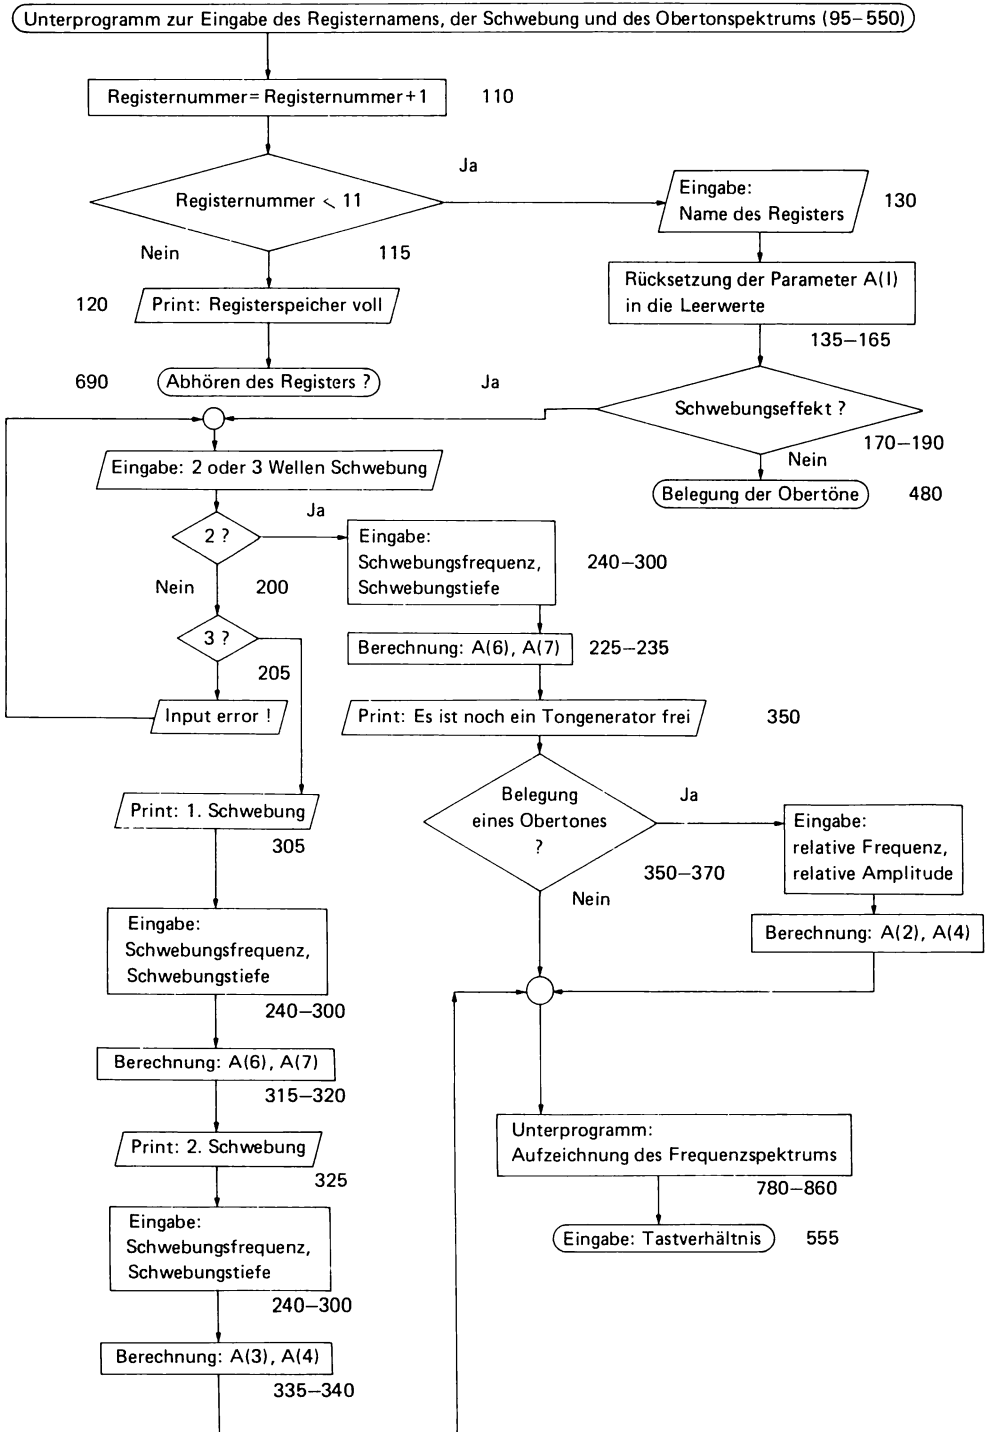 Unterprogramm zur Eingabe des Registernamens, der Schwebung und des Obertonspektrums (95–550)
Registernummer=Registernummer+1
110
Ja
Registernummer < 11
Nein
115
Eingabe:
Name des Registers
130
120
Print: Registerspeicher voll
Rücksetzung der Parameter A(I)
in die Leerwerte
135–165
690
Abhören des Registers ?
Ja
Schwebungseffekt ?
170–190
Nein
Belegung der Obertöne
480
Eingabe: 2 oder 3 Wellen Schwebung
Ja
2 ?
Nein
200
Eingabe:
Schwebungsfrequenz,
Schwebungstiefe
240–300
3 ?
205
Berechnung: A(6), A(7)
225–235
Input error !
Print: Es ist noch ein Tongenerator frei
350
Print: 1. Schwebung
305
Belegung
eines Obertones
?
Ja
350–370
Nein
Eingabe:
relative Frequenz,
relative Amplitude
Berechnung: A(2), A(4)
Eingabe:
Schwebungsfrequenz,
Schwebungstiefe
240–300
Berechnung: A(6), A(7)
315–320
Print: 2. Schwebung
325
Unterprogramm:
Aufzeichnung des Frequenzspektrums
780–860
Eingabe: Tastverhältnis
555
Eingabe:
Schwebungsfrequenz,
Schwebungstiefe
240–300
Berechnung: A(3), A(4)
335–340